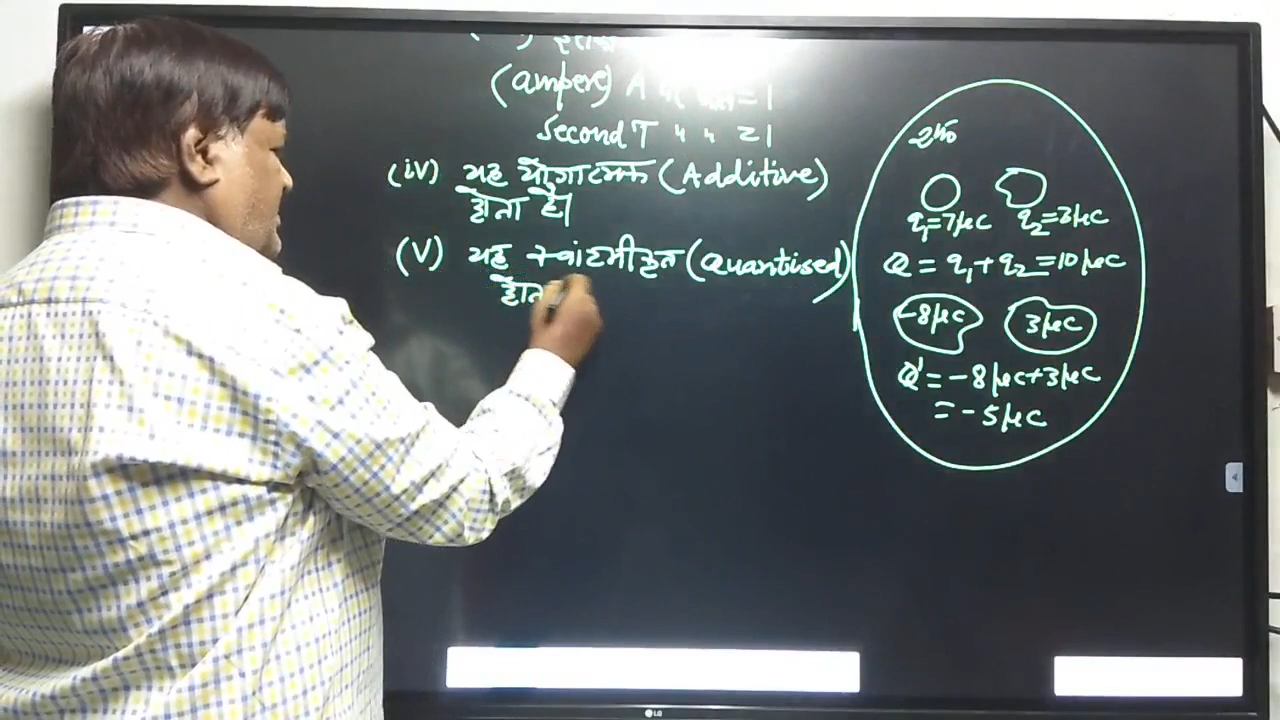 (ampere) A
Second T " " = 1
(iv) यह योगात्मक (Additive)
होता है।
(V) यह क्वांटमीकृत (Quantised)
होता
q₁=7μC q₂=3μC
Q = q₁+q₂=10μC
-8μC 3μC
Q' = -8μC+3μC
= -5μC
LG